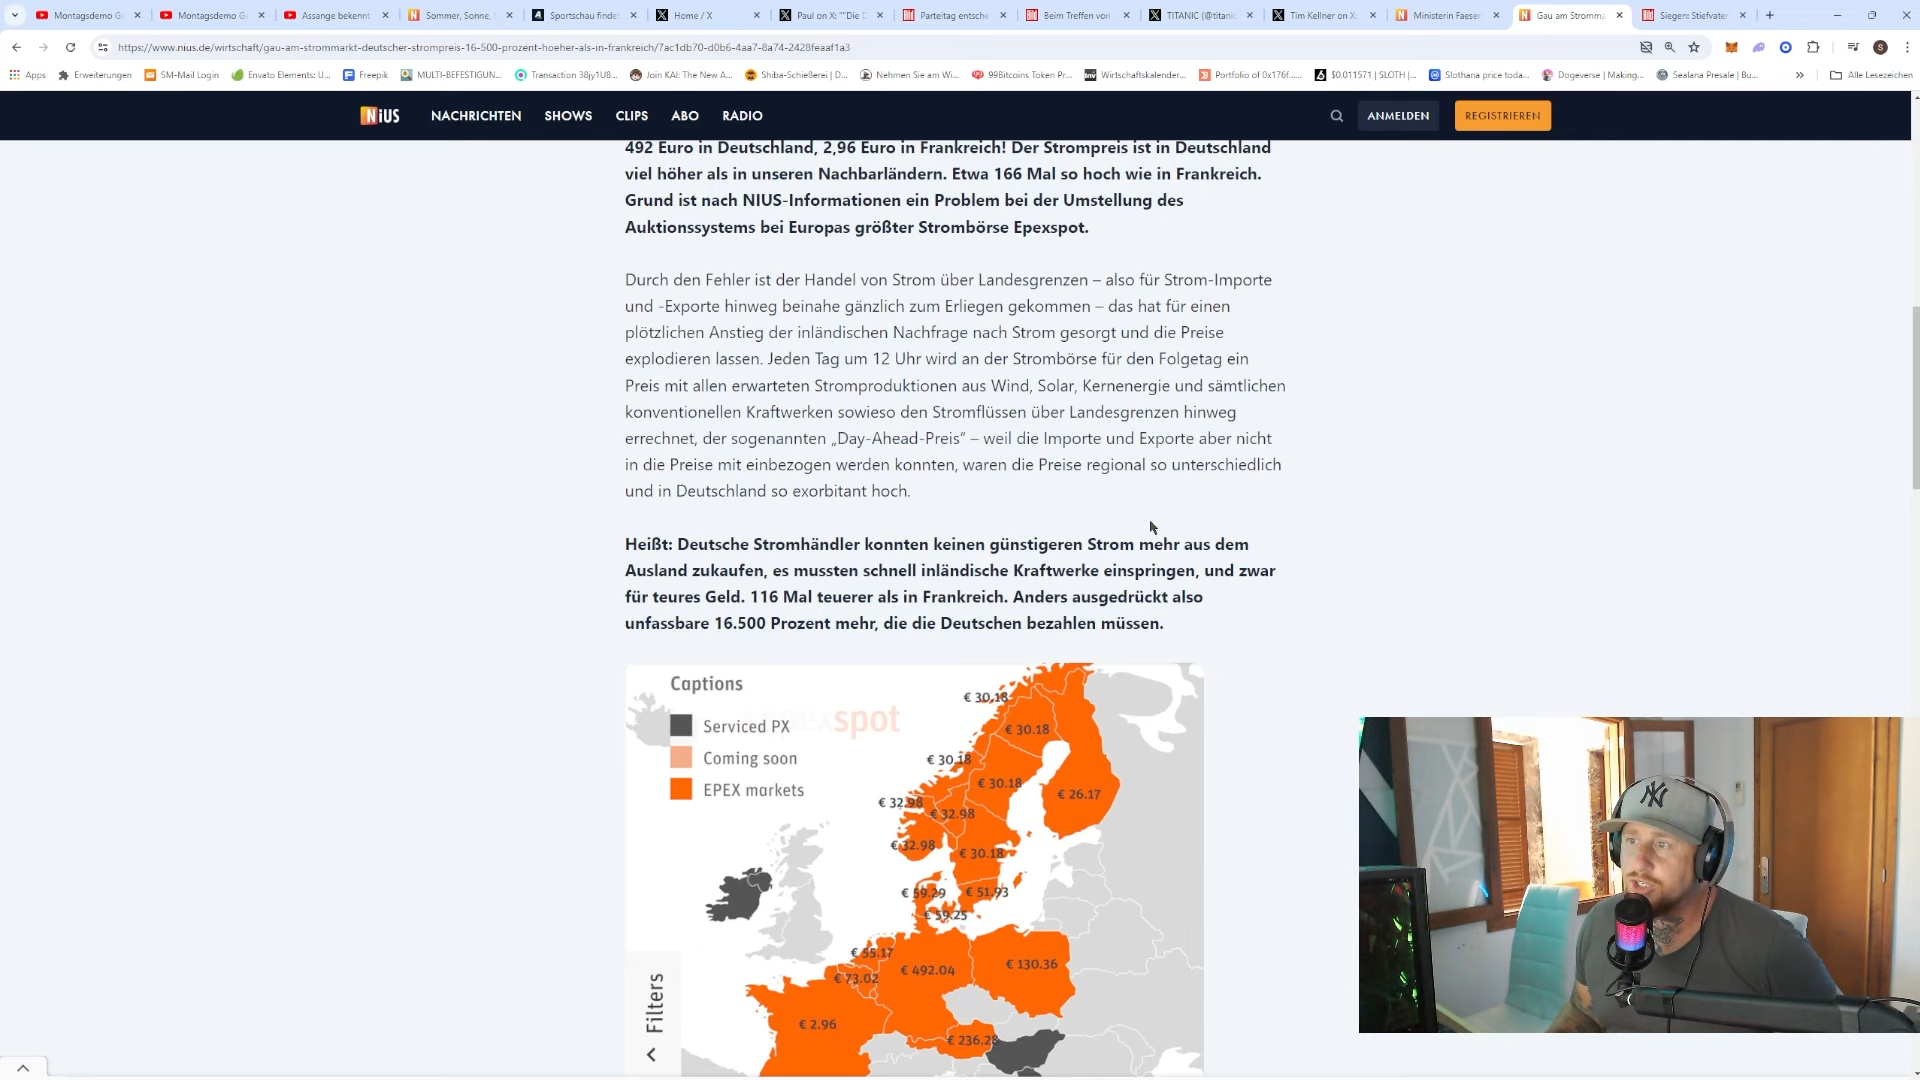 Montagsdemo G
Montagsdemo G
Assange bekennt
Sommer, Sonne, S
Sportschau findet
Home / X
Paul on X: ""Die D
Parteitag entsche
Beim Treffen von
TITANIC (@titanic
Tim Kellner on X:
Ministerin Faeser
Gau am Stromma
Siegen: Stiefvater
https://www.nius.de/wirtschaft/gau-am-strommarkt-deutscher-strompreis-16-500-prozent-hoeher-als-in-frankreich/7ac1db70-d0b6-4aa7-8a74-2428feaaf1a3
Apps
Erweiterungen
SM-Mail Login
Envato Elements: U...
Freepik
MULTI-BEFESTIGUN...
Transaction 38jy1U8...
Join KAI: The New A...
Shiba-Schießerei | D...
Nehmen Sie am Wi...
99Bitcoins Token Pr...
Wirtschaftskalender...
Portfolio of 0x176f......
$0.011571 | SLOTH |...
Slothana price toda...
Dogeverse | Making...
Sealana Presale | Bu...
Alle Lesezeichen
NiUS
NACHRICHTEN
SHOWS
CLIPS
ABO
RADIO
ANMELDEN
REGISTRIEREN
492 Euro in Deutschland, 2,96 Euro in Frankreich! Der Strompreis ist in Deutschland
viel höher als in unseren Nachbarländern. Etwa 166 Mal so hoch wie in Frankreich.
Grund ist nach NIUS-Informationen ein Problem bei der Umstellung des
Auktionssystems bei Europas größter Strombörse Epexspot.
Durch den Fehler ist der Handel von Strom über Landesgrenzen – also für Strom-Importe
und -Exporte hinweg beinahe gänzlich zum Erliegen gekommen – das hat für einen
plötzlichen Anstieg der inländischen Nachfrage nach Strom gesorgt und die Preise
explodieren lassen. Jeden Tag um 12 Uhr wird an der Strombörse für den Folgetag ein
Preis mit allen erwarteten Stromproduktionen aus Wind, Solar, Kernenergie und sämtlichen
konventionellen Kraftwerken sowieso den Stromflüssen über Landesgrenzen hinweg
errechnet, der sogenannten „Day-Ahead-Preis“ – weil die Importe und Exporte aber nicht
in die Preise mit einbezogen werden konnten, waren die Preise regional so unterschiedlich
und in Deutschland so exorbitant hoch.
Heißt: Deutsche Stromhändler konnten keinen günstigeren Strom mehr aus dem
Ausland zukaufen, es mussten schnell inländische Kraftwerke einspringen, und zwar
für teures Geld. 116 Mal teuerer als in Frankreich. Anders ausgedrückt also
unfassbare 16.500 Prozent mehr, die die Deutschen bezahlen müssen.
Captions
Serviced PX
spot
Coming soon
EPEX markets
€ 30.18
€ 30.18
€ 30.18
€ 30.18
€ 26.17
€ 32.98
€ 32.98
€ 32.98
€ 30.18
€ 59.29
€ 51.93
€ 59.25
€ 55.17
€ 130.36
€ 492.04
€ 73.02
€ 2.96
€ 236.28
Filters
NY